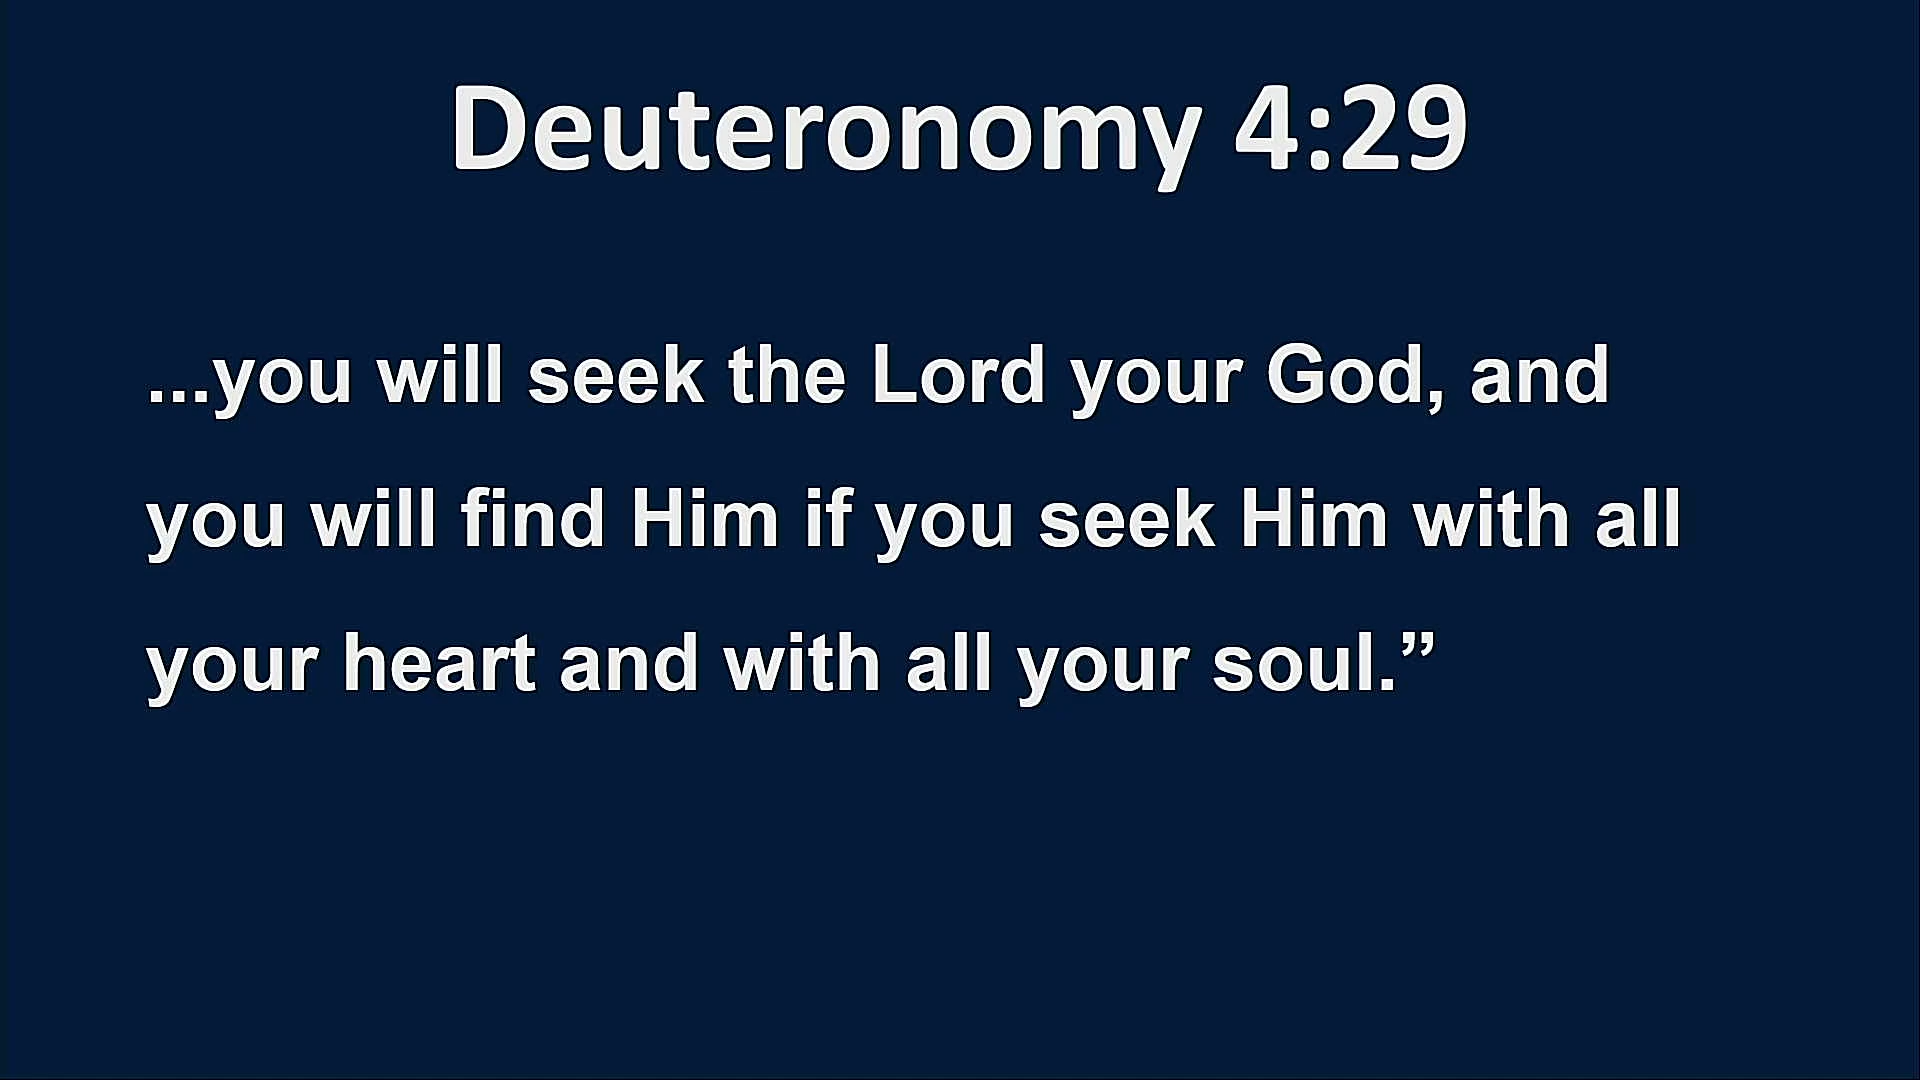 Deuteronomy 4:29
...you will seek the Lord your God, and
you will find Him if you seek Him with all
your heart and with all your soul.”